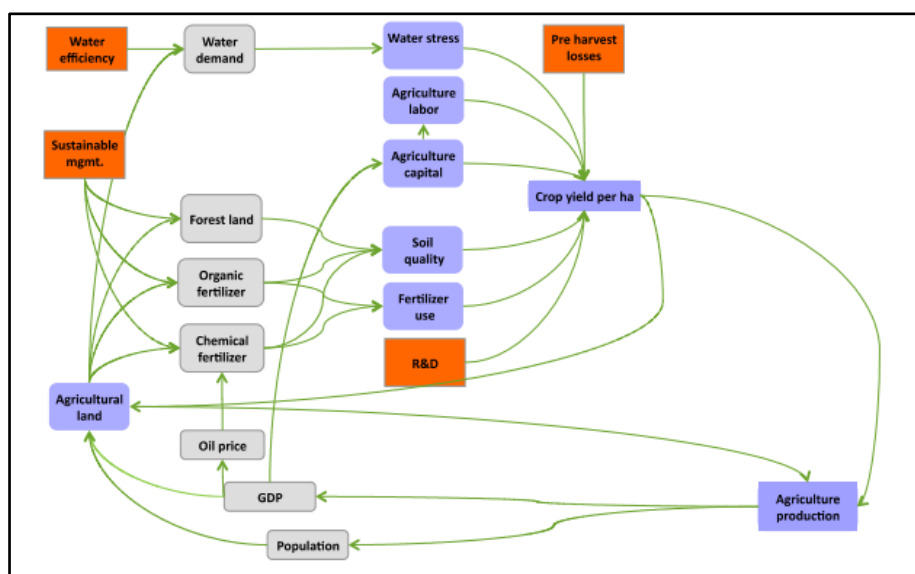 Water
efficiency
Water
demand
Water stress
Pre harvest
losses
Agriculture
labor
Sustainable
mgmt.
Agriculture
capital
Crop yield per ha
Forest land
Soil
quality
Organic
fertilizer
Fertilizer
use
Chemical
fertilizer
R&D
Agricultural
land
Oil price
GDP
Agriculture
production
Population